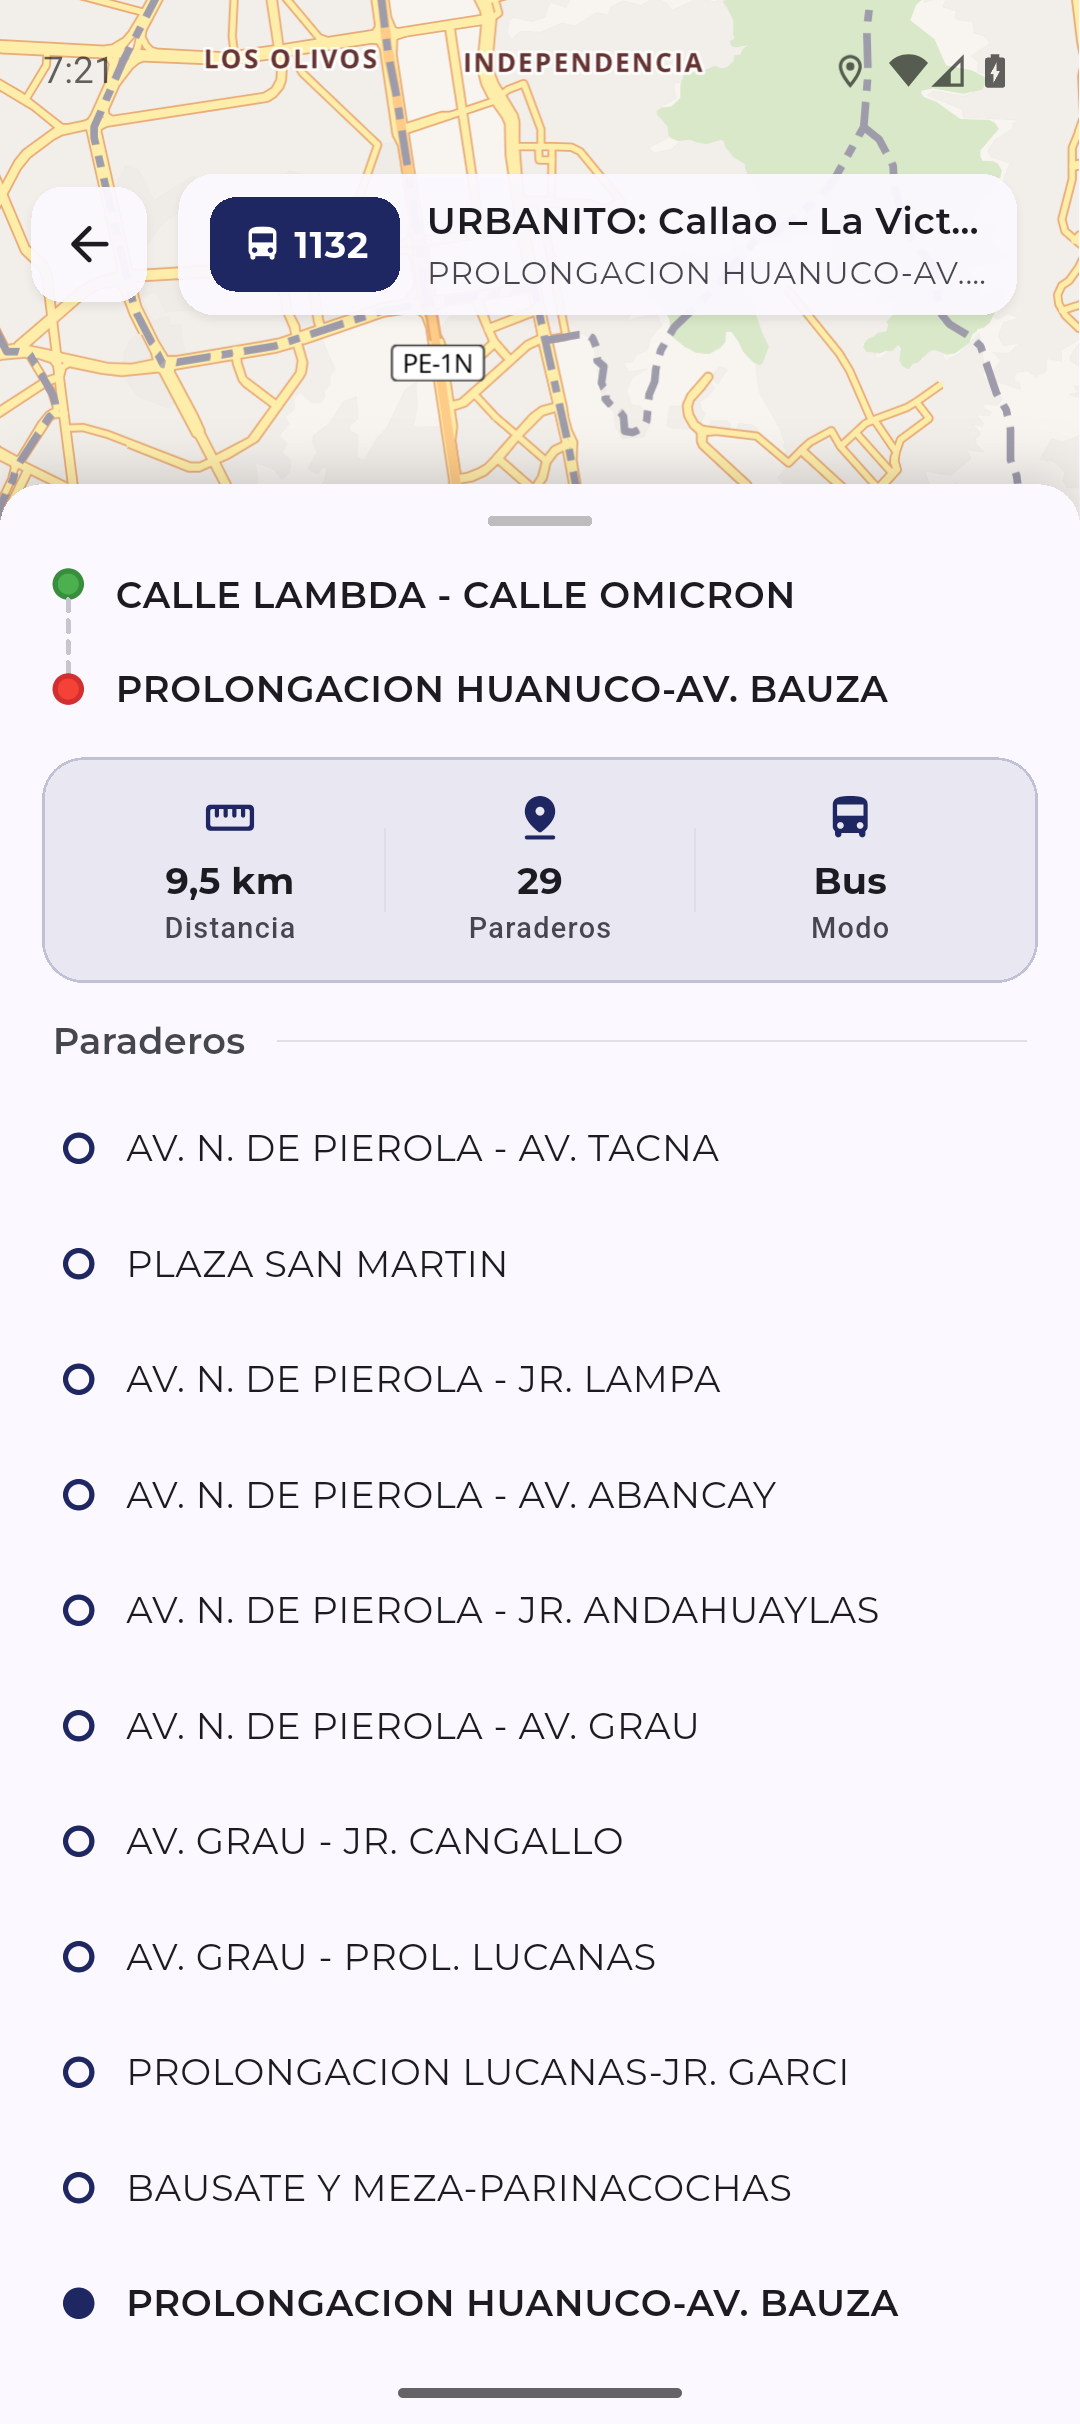 LOS OLIVOS
INDEPENDENCIA
7:21
1132
URBANITO: Callao – La Vict...
PROLONGACION HUANUCO-AV....
PE-1N
CALLE LAMBDA - CALLE OMICRON
PROLONGACION HUANUCO-AV. BAUZA
9,5 km
Distancia
29
Paraderos
Bus
Modo
Paraderos
AV. N. DE PIEROLA - AV. TACNA
PLAZA SAN MARTIN
AV. N. DE PIEROLA - JR. LAMPA
AV. N. DE PIEROLA - AV. ABANCAY
AV. N. DE PIEROLA - JR. ANDAHUAYLAS
AV. N. DE PIEROLA - AV. GRAU
AV. GRAU - JR. CANGALLO
AV. GRAU - PROL. LUCANAS
PROLONGACION LUCANAS-JR. GARCI
BAUSATE Y MEZA-PARINACOCHAS
PROLONGACION HUANUCO-AV. BAUZA